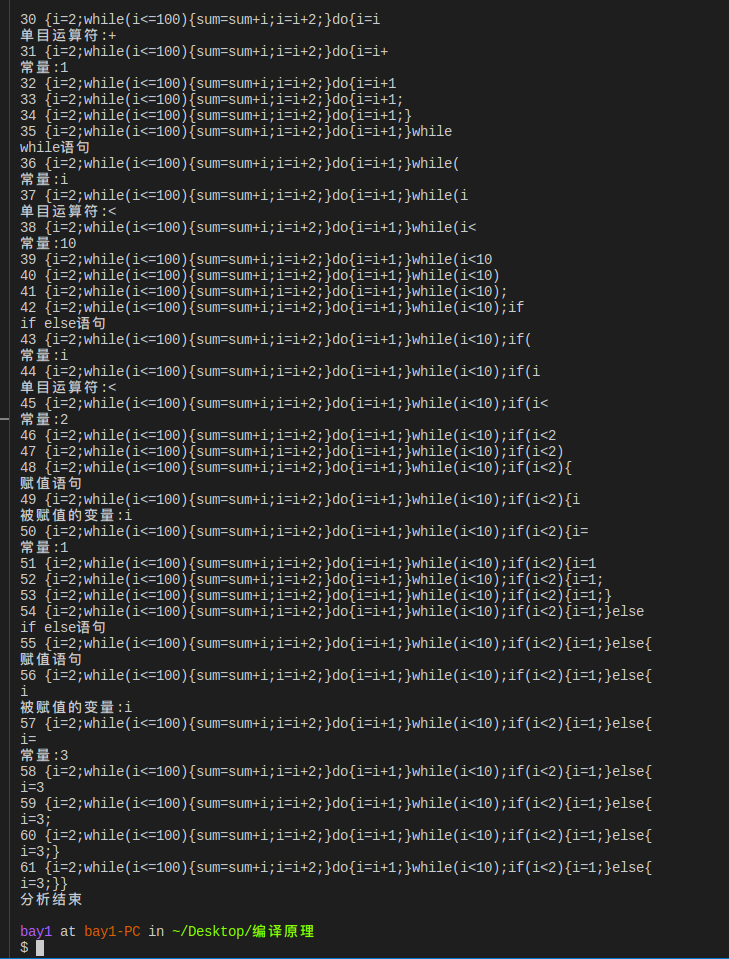 30 {i=2;while(i<=100){sum=sum+i;i=i+2;}do{i=i
单目运算符:+
31 {i=2;while(i<=100){sum=sum+i;i=i+2;}do{i=i+
常量:1
32 {i=2;while(i<=100){sum=sum+i;i=i+2;}do{i=i+1
33 {i=2;while(i<=100){sum=sum+i;i=i+2;}do{i=i+1;
34 {i=2;while(i<=100){sum=sum+i;i=i+2;}do{i=i+1;}
35 {i=2;while(i<=100){sum=sum+i;i=i+2;}do{i=i+1;}while
while语句
36 {i=2;while(i<=100){sum=sum+i;i=i+2;}do{i=i+1;}while(
常量:i
37 {i=2;while(i<=100){sum=sum+i;i=i+2;}do{i=i+1;}while(i
单目运算符:<
38 {i=2;while(i<=100){sum=sum+i;i=i+2;}do{i=i+1;}while(i<
常量:10
39 {i=2;while(i<=100){sum=sum+i;i=i+2;}do{i=i+1;}while(i<10
40 {i=2;while(i<=100){sum=sum+i;i=i+2;}do{i=i+1;}while(i<10)
41 {i=2;while(i<=100){sum=sum+i;i=i+2;}do{i=i+1;}while(i<10);
42 {i=2;while(i<=100){sum=sum+i;i=i+2;}do{i=i+1;}while(i<10);if
if else语句
43 {i=2;while(i<=100){sum=sum+i;i=i+2;}do{i=i+1;}while(i<10);if(
常量:i
44 {i=2;while(i<=100){sum=sum+i;i=i+2;}do{i=i+1;}while(i<10);if(i
单目运算符:<
45 {i=2;while(i<=100){sum=sum+i;i=i+2;}do{i=i+1;}while(i<10);if(i<
常量:2
46 {i=2;while(i<=100){sum=sum+i;i=i+2;}do{i=i+1;}while(i<10);if(i<2
47 {i=2;while(i<=100){sum=sum+i;i=i+2;}do{i=i+1;}while(i<10);if(i<2)
48 {i=2;while(i<=100){sum=sum+i;i=i+2;}do{i=i+1;}while(i<10);if(i<2){
赋值语句
49 {i=2;while(i<=100){sum=sum+i;i=i+2;}do{i=i+1;}while(i<10);if(i<2){i
被赋值的变量:i
50 {i=2;while(i<=100){sum=sum+i;i=i+2;}do{i=i+1;}while(i<10);if(i<2){i=
常量:1
51 {i=2;while(i<=100){sum=sum+i;i=i+2;}do{i=i+1;}while(i<10);if(i<2){i=1
52 {i=2;while(i<=100){sum=sum+i;i=i+2;}do{i=i+1;}while(i<10);if(i<2){i=1;
53 {i=2;while(i<=100){sum=sum+i;i=i+2;}do{i=i+1;}while(i<10);if(i<2){i=1;}
54 {i=2;while(i<=100){sum=sum+i;i=i+2;}do{i=i+1;}while(i<10);if(i<2){i=1;}else
if else语句
55 {i=2;while(i<=100){sum=sum+i;i=i+2;}do{i=i+1;}while(i<10);if(i<2){i=1;}else{
赋值语句
56 {i=2;while(i<=100){sum=sum+i;i=i+2;}do{i=i+1;}while(i<10);if(i<2){i=1;}else{
i
被赋值的变量:i
57 {i=2;while(i<=100){sum=sum+i;i=i+2;}do{i=i+1;}while(i<10);if(i<2){i=1;}else{
i=
常量:3
58 {i=2;while(i<=100){sum=sum+i;i=i+2;}do{i=i+1;}while(i<10);if(i<2){i=1;}else{
i=3
59 {i=2;while(i<=100){sum=sum+i;i=i+2;}do{i=i+1;}while(i<10);if(i<2){i=1;}else{
i=3;
60 {i=2;while(i<=100){sum=sum+i;i=i+2;}do{i=i+1;}while(i<10);if(i<2){i=1;}else{
i=3;}
61 {i=2;while(i<=100){sum=sum+i;i=i+2;}do{i=i+1;}while(i<10);if(i<2){i=1;}else{
i=3;}}
分析结束
bay1 at bay1-PC in ~/Desktop/编译原理
$